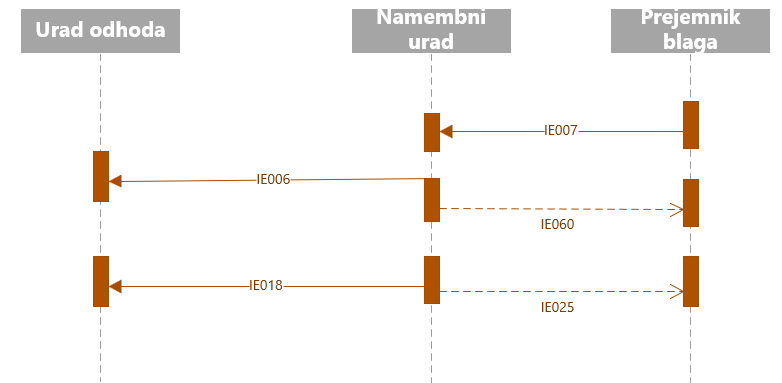 Urad odhoda
Namembni
urad
Prejemnik
blaga
IE007
IE006
IE060
IE018
IE025